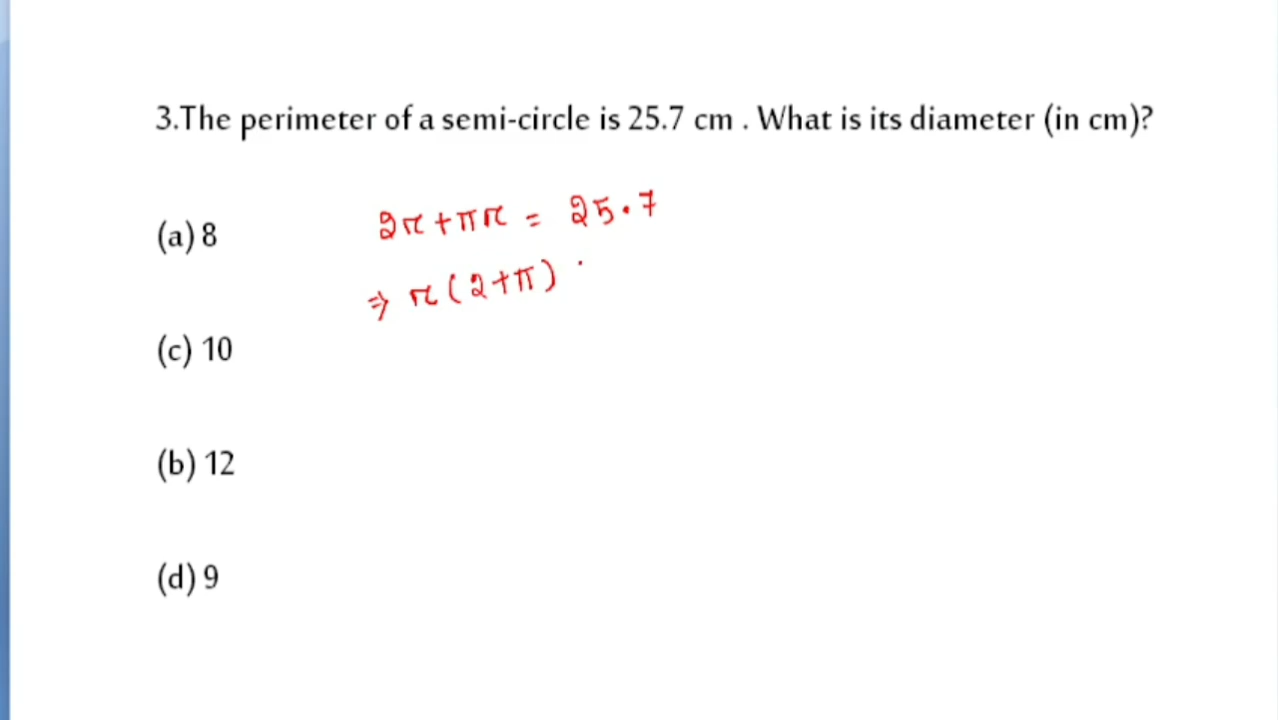 3.The perimeter of a semi-circle is 25.7 cm . What is its diameter (in cm)?
2r+πr = 25.7
(a) 8
⇒ r(2+π)
(c) 10
(b) 12
(d) 9